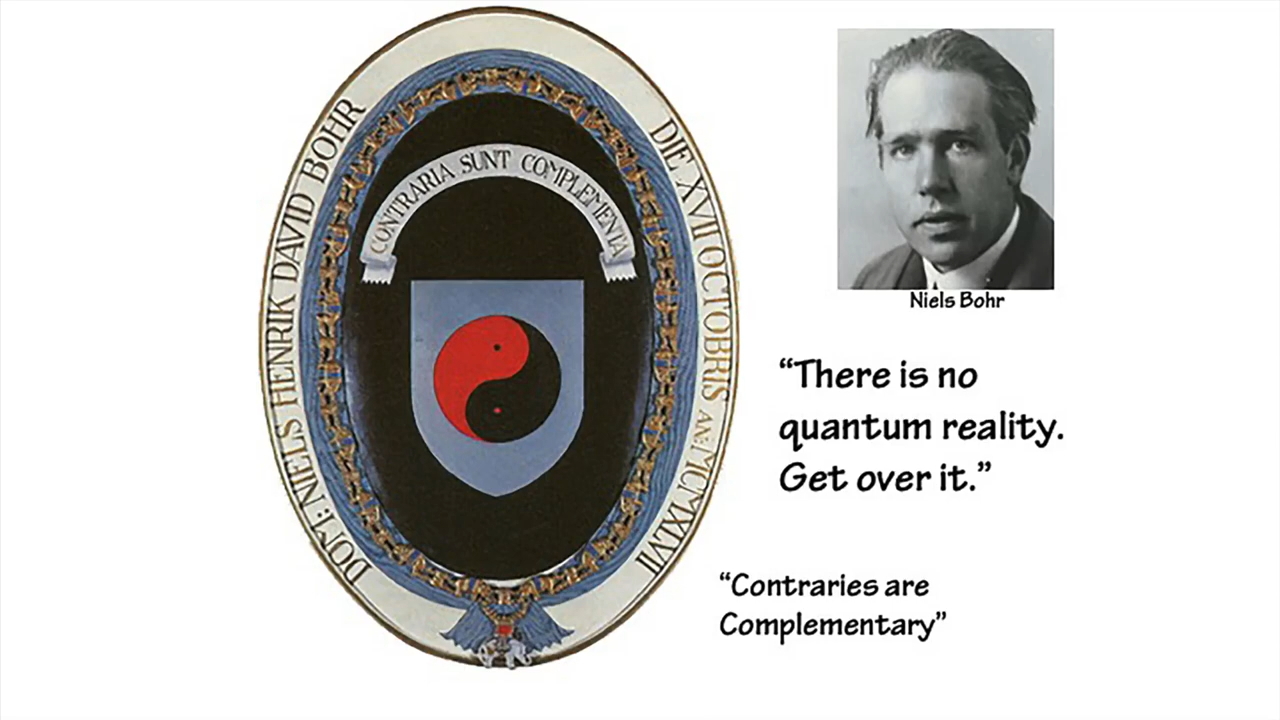 DOM: NIELS HENRIK DAVID BOHR
DIE XVII OCTOBRIS AN: MCMXLVII
CONTRARIA SUNT COMPLEMENTA
Niels Bohr
“There is no
quantum reality.
Get over it.”
“Contraries are
Complementary”